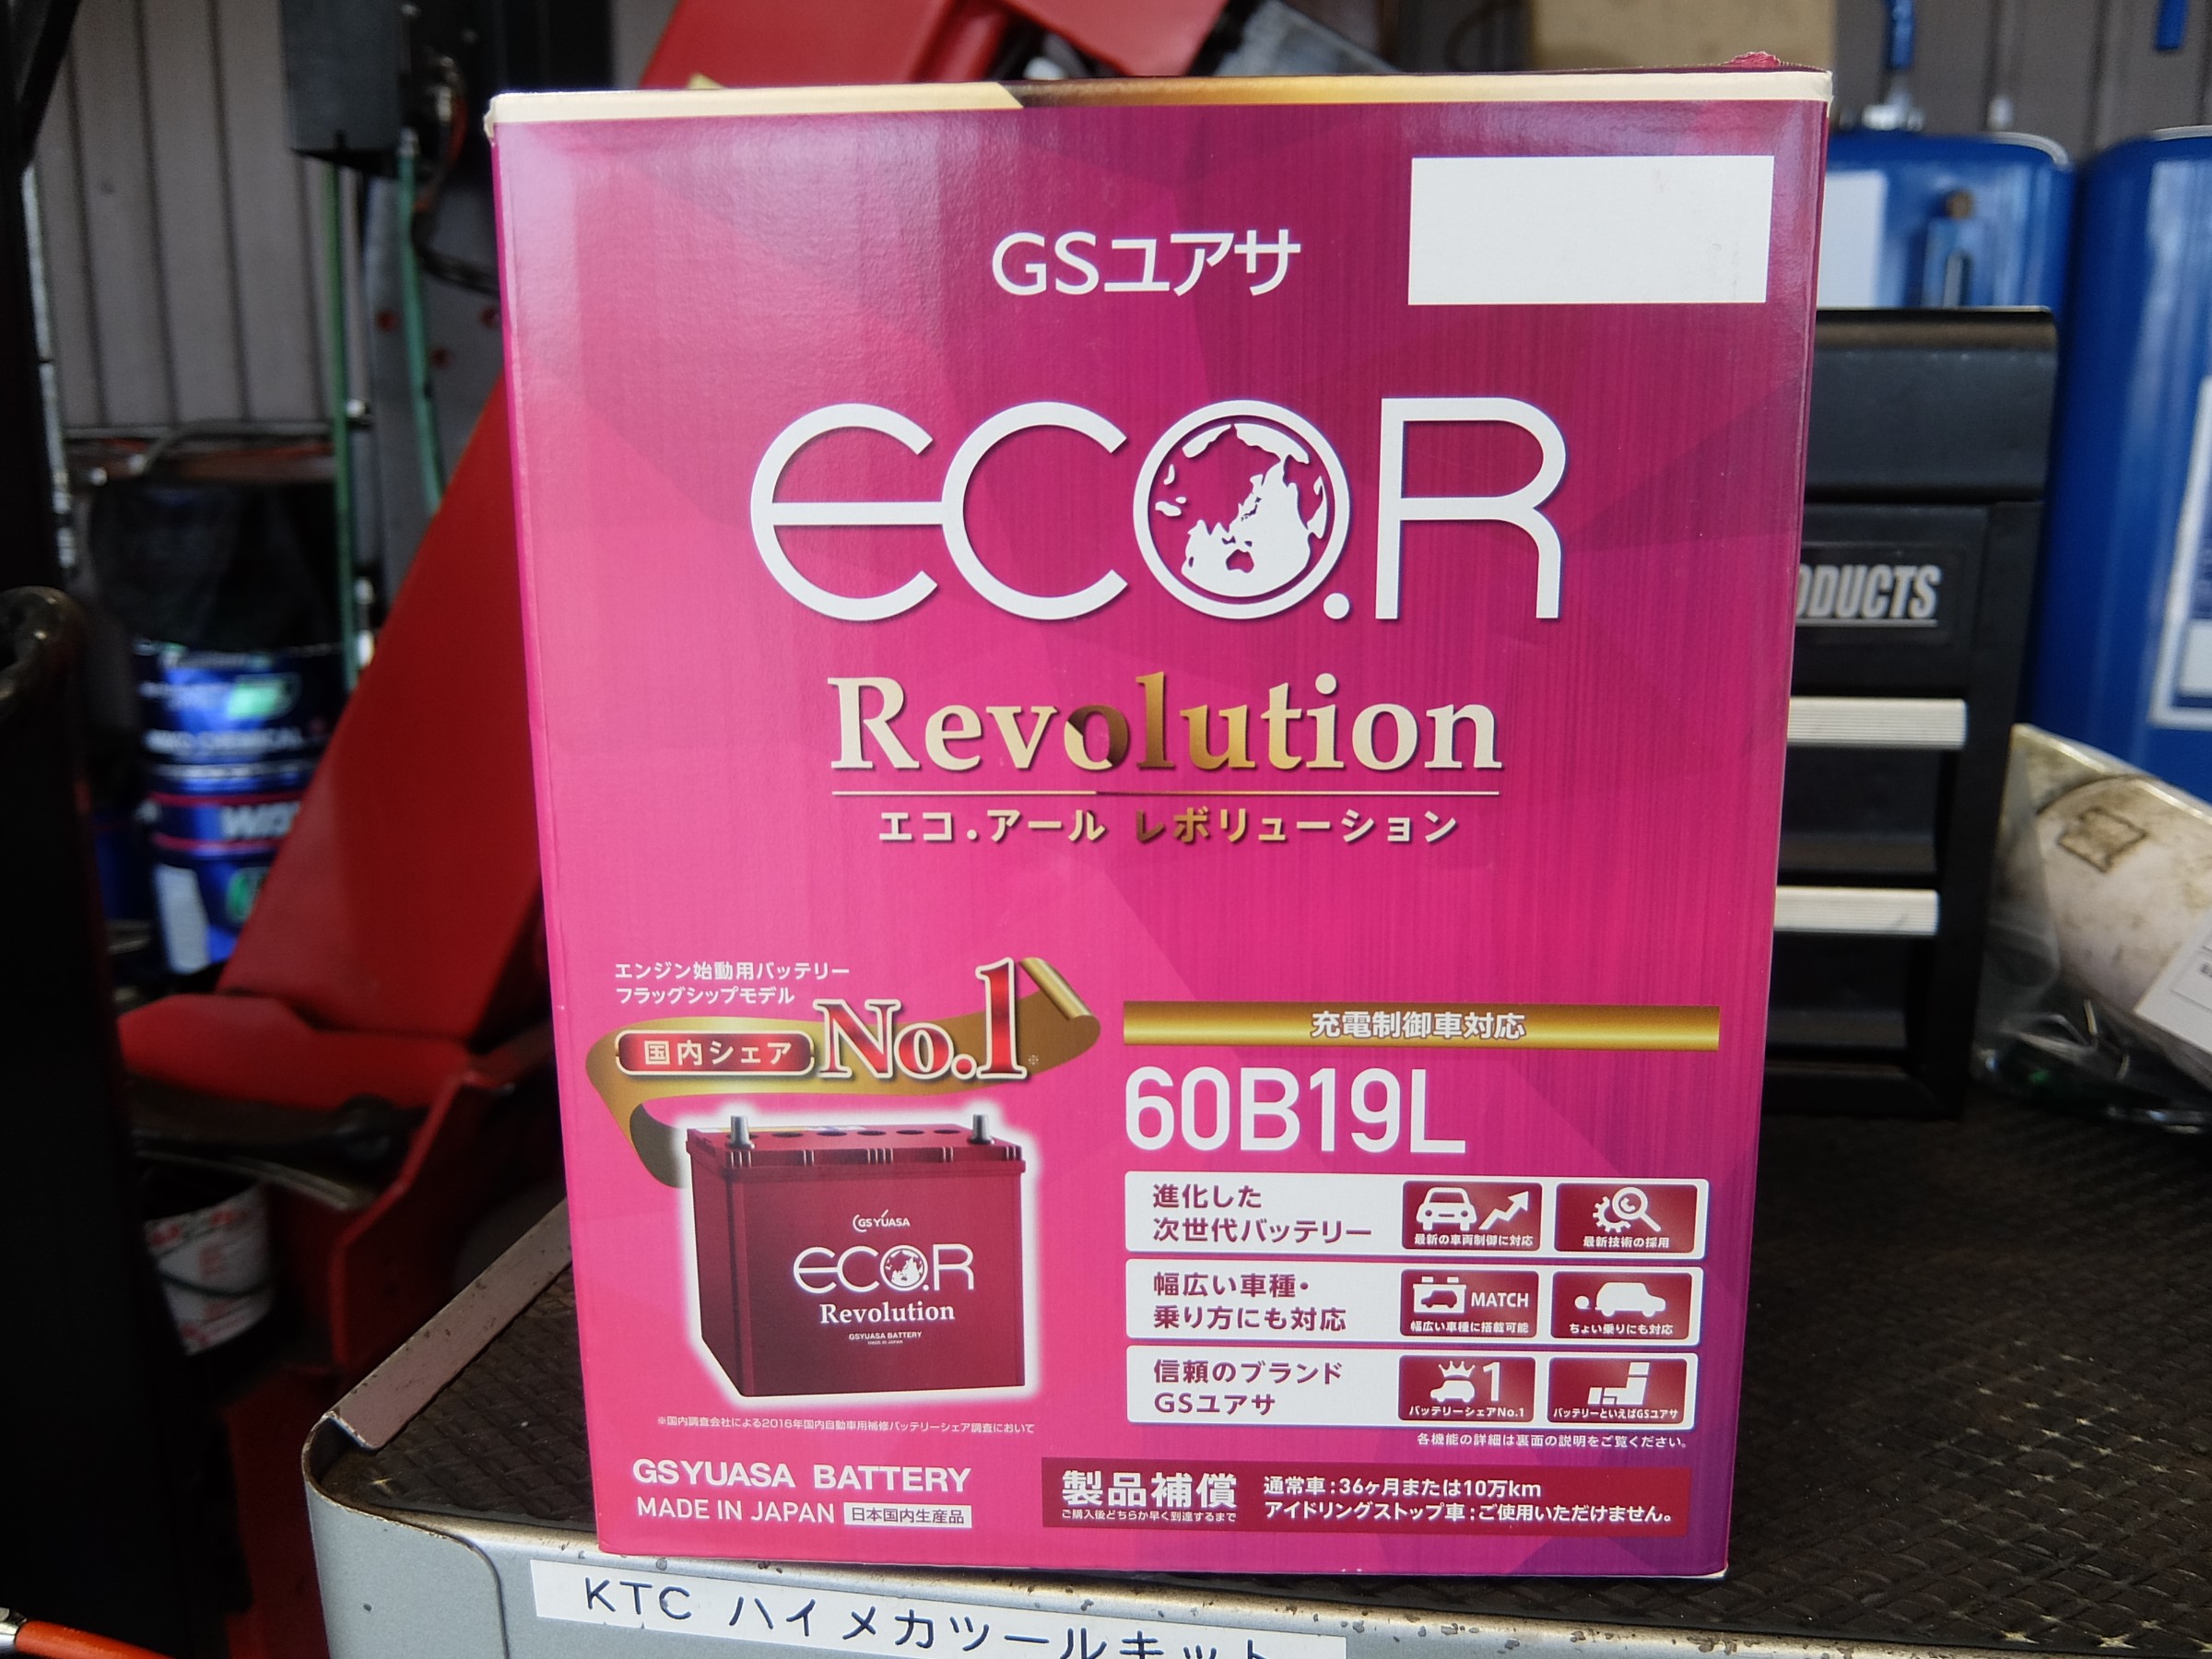 GSユアサ
eco.R
Revolution
エコ.アール レボリューション
エンジン始動用バッテリー
フラッグシップモデル
国内シェア No.1※
GS YUASA
eco.R
Revolution
GSYUASA BATTERY
MADE IN JAPAN
※国内調査会社による2016年国内自動車用補修バッテリーシェア調査において
GSYUASA BATTERY
MADE IN JAPAN 日本国内生産品
充電制御車対応
60B19L
進化した
次世代バッテリー
最新の車両制御に対応
最新技術の採用
幅広い車種・
乗り方にも対応
MATCH
幅広い車種に搭載可能
ちょい乗りにも対応
信頼のブランド
GSユアサ
1
バッテリーシェアNo.1
バッテリーといえばGSユアサ
各機能の詳細は裏面の説明をご覧ください。
製品補償
ご購入後どちらか早く到達するまで
通常車:36ヶ月または10万km
アイドリングストップ車:ご使用いただけません。
KTC ハイメカツールキット